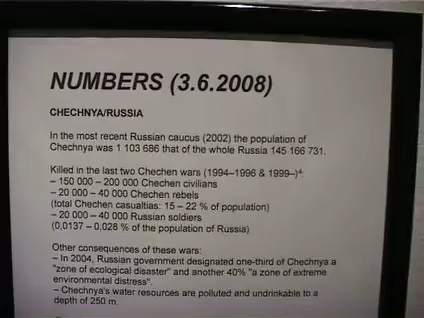 NUMBERS (3.6.2008)
CHECHNYA/RUSSIA
In the most recent Russian caucus (2002) the population of
Chechnya was 1 103 686 that of the whole Russia 145 166 731.
Killed in the last two Chechen wars (1994–1996 & 1999–)⁴:
– 150 000 – 200 000 Chechen civilians
– 20 000 – 40 000 Chechen rebels
(total Chechen casualtias: 15 – 22 % of population)
– 20 000 – 40 000 Russian soldiers
(0,0137 – 0,028 % of the population of Russia)
Other consequences of these wars:
– In 2004, Russian government designated one-third of Chechnya a
"zone of ecological disaster" and another 40% "a zone of extreme
environmental distress".
– Chechnya's water resources are polluted and undrinkable to a
depth of 250 m